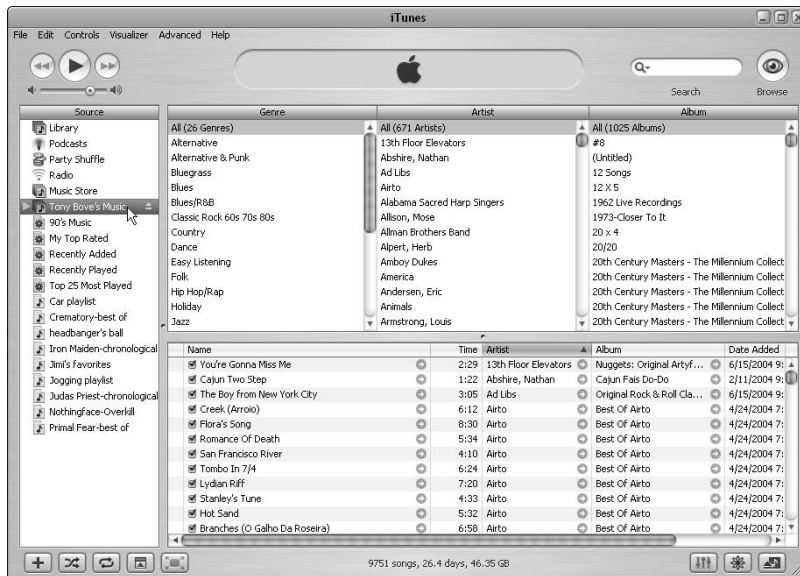 iTunes
File Edit Controls Visualizer Advanced Help
Search
Browse
Source
Library
Podcasts
Party Shuffle
Radio
Music Store
Tony Bove's Music
90's Music
My Top Rated
Recently Added
Recently Played
Top 25 Most Played
Car playlist
Crematory-best of
headbanger's ball
Iron Maiden-chronological
Jimi's favorites
Jogging playlist
Judas Priest-chronological
Nothingface-Overkill
Primal Fear-best of
Genre
All (26 Genres)
Alternative
Alternative & Punk
Bluegrass
Blues
Blues/R&B
Classic Rock 60s 70s 80s
Country
Dance
Easy Listening
Folk
Hip Hop/Rap
Holiday
Jazz
Artist
All (671 Artists)
13th Floor Elevators
Abshire, Nathan
Ad Libs
Airto
Alabama Sacred Harp Singers
Allison, Mose
Allman Brothers Band
Alpert, Herb
Amboy Dukes
America
Andersen, Eric
Animals
Armstrong, Louis
Album
All (1025 Albums)
#8
(Untitled)
12 Songs
12 X 5
1962 Live Recordings
1973-Closer To It
20 x 4
20/20
20th Century Masters - The Millennium Collect
20th Century Masters - The Millennium Collect
20th Century Masters - The Millennium Collect
20th Century Masters - The Millennium Collect
20th Century Masters - The Millennium Collect
Name Time Artist Album Date Added
You're Gonna Miss Me 2:29 13th Floor Elevators Nuggets: Original Artyf... 6/15/2004 9:
Cajun Two Step 1:22 Abshire, Nathan Cajun Fais Do-Do 2/11/2004 9:
The Boy from New York City 3:05 Ad Libs Original Rock & Roll Cla... 6/15/2004 9:
Creek (Arroio) 6:12 Airto Best Of Airto 4/24/2004 7:
Flora's Song 8:30 Airto Best Of Airto 4/24/2004 7:
Romance Of Death 5:34 Airto Best Of Airto 4/24/2004 7:
San Francisco River 4:10 Airto Best Of Airto 4/24/2004 7:
Tombo In 7/4 6:24 Airto Best Of Airto 4/24/2004 7:
Lydian Riff 7:20 Airto Best Of Airto 4/24/2004 7:
Stanley's Tune 4:33 Airto Best Of Airto 4/24/2004 7:
Hot Sand 5:32 Airto Best Of Airto 4/24/2004 7:
Branches (O Galho Da Roseira) 6:58 Airto Best Of Airto 4/24/2004 7:
9751 songs, 26.4 days, 46.35 GB